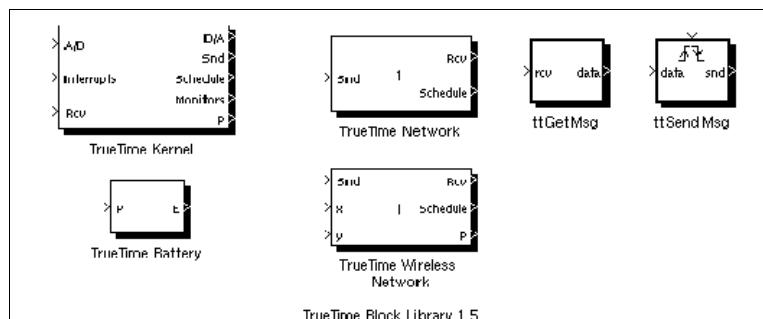 A/D
Interrupts
Rcv
D/A
Snd
Schedule
Monitors
P
TrueTime Kernel
Snd
1
Rcv
Schedule
TrueTime Network
rcv data
ttGetMsg
data snd
ttSendMsg
P E
TrueTime Battery
Snd
x
y
1
Rcv
Schedule
P
TrueTime Wireless
Network
TrueTime Block Library 1.5